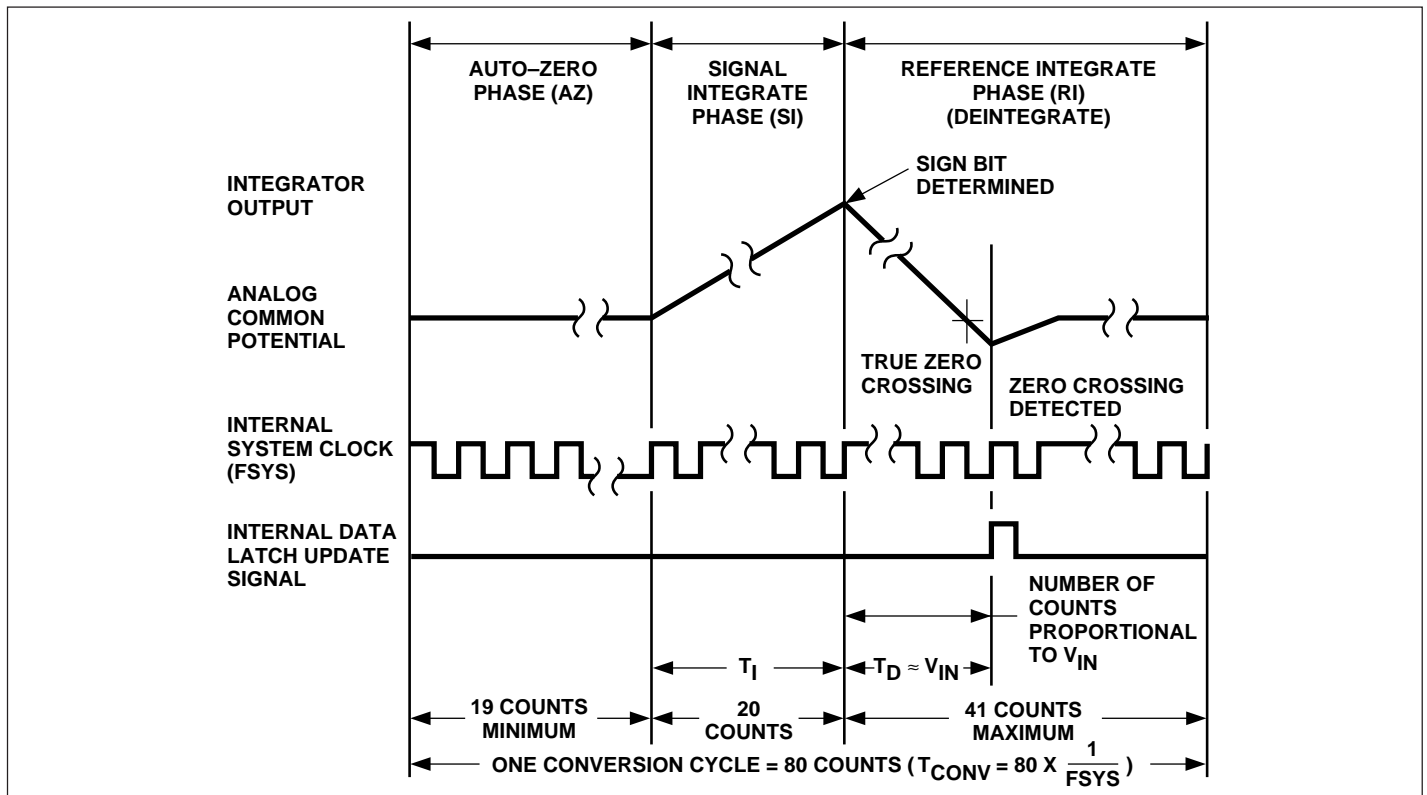 AUTO–ZERO
PHASE (AZ)
SIGNAL
INTEGRATE
PHASE (SI)
REFERENCE INTEGRATE
PHASE (RI)
(DEINTEGRATE)
INTEGRATOR
OUTPUT
SIGN BIT
DETERMINED
ANALOG
COMMON
POTENTIAL
TRUE ZERO
CROSSING
ZERO CROSSING
DETECTED
INTERNAL
SYSTEM CLOCK
(FSYS)
INTERNAL DATA
LATCH UPDATE
SIGNAL
NUMBER OF
COUNTS
PROPORTIONAL
TO VIN
TI
TD ≈ VIN
19 COUNTS
MINIMUM
20
COUNTS
41 COUNTS
MAXIMUM
ONE CONVERSION CYCLE = 80 COUNTS ( TCONV = 80 X 1/FSYS )